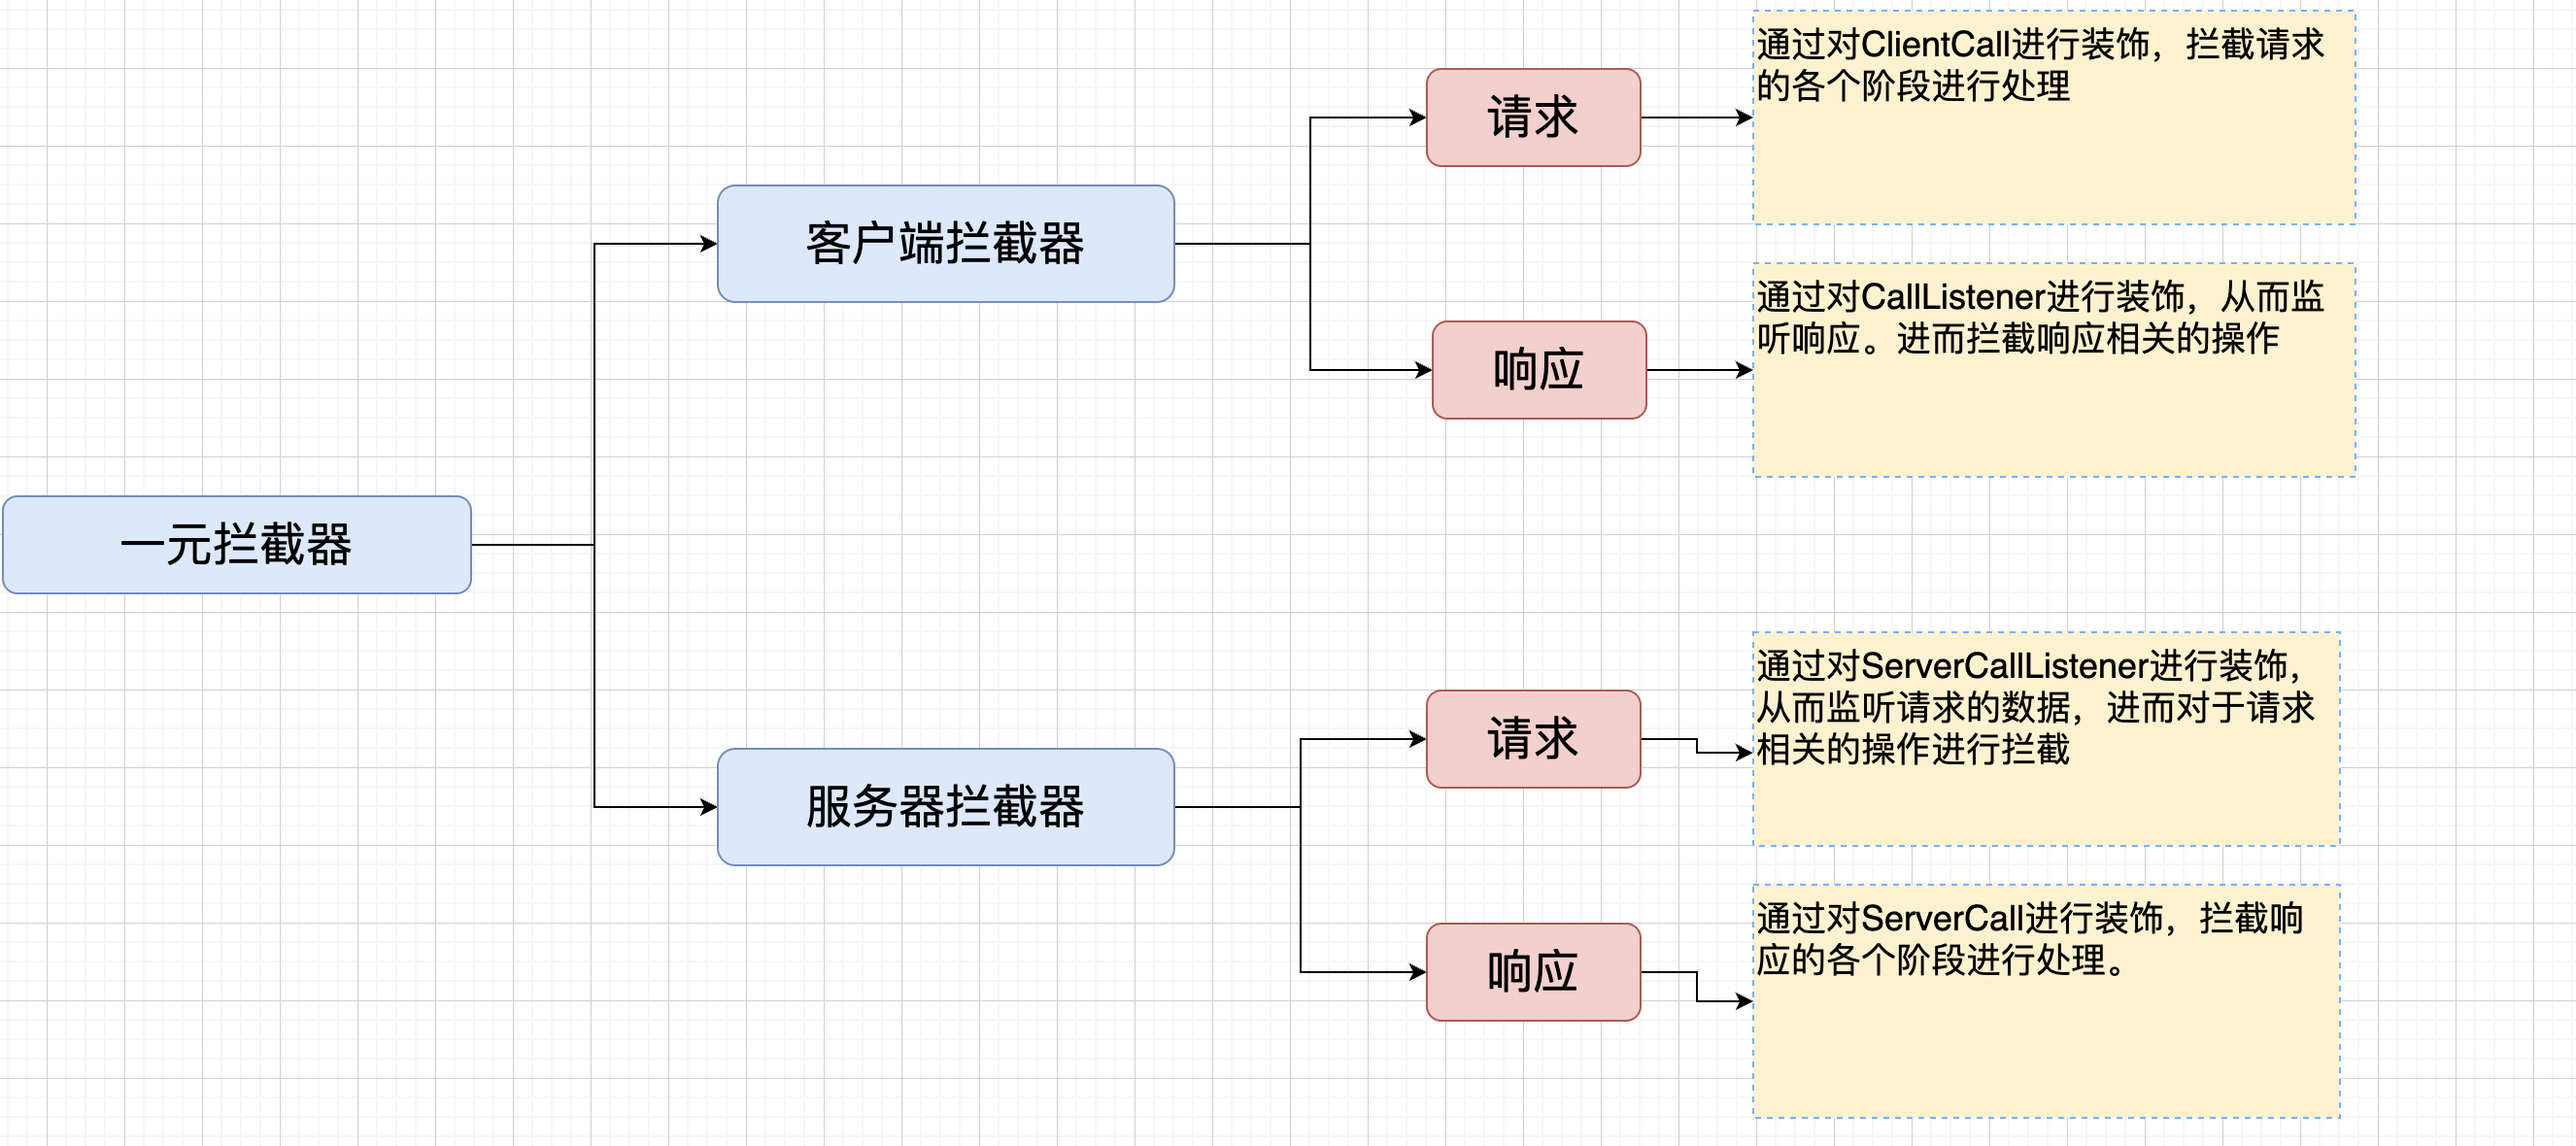 通过对ClientCall进行装饰，拦截请求
的各个阶段进行处理
请求
客户端拦截器
通过对CallListener进行装饰，从而监
听响应。进而拦截响应相关的操作
响应
一元拦截器
通过对ServerCallListener进行装饰，
从而监听请求的数据，进而对于请求
相关的操作进行拦截
请求
服务器拦截器
通过对ServerCall进行装饰，拦截响
应的各个阶段进行处理。
响应